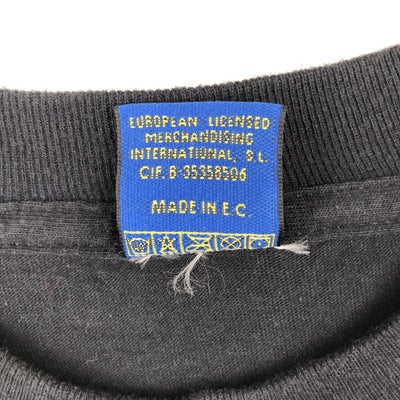 EUROPEAN LICENSED
MERCHANDISING
INTERNATIONAL, S.L.
CIF. B-35358506
MADE IN E.C.